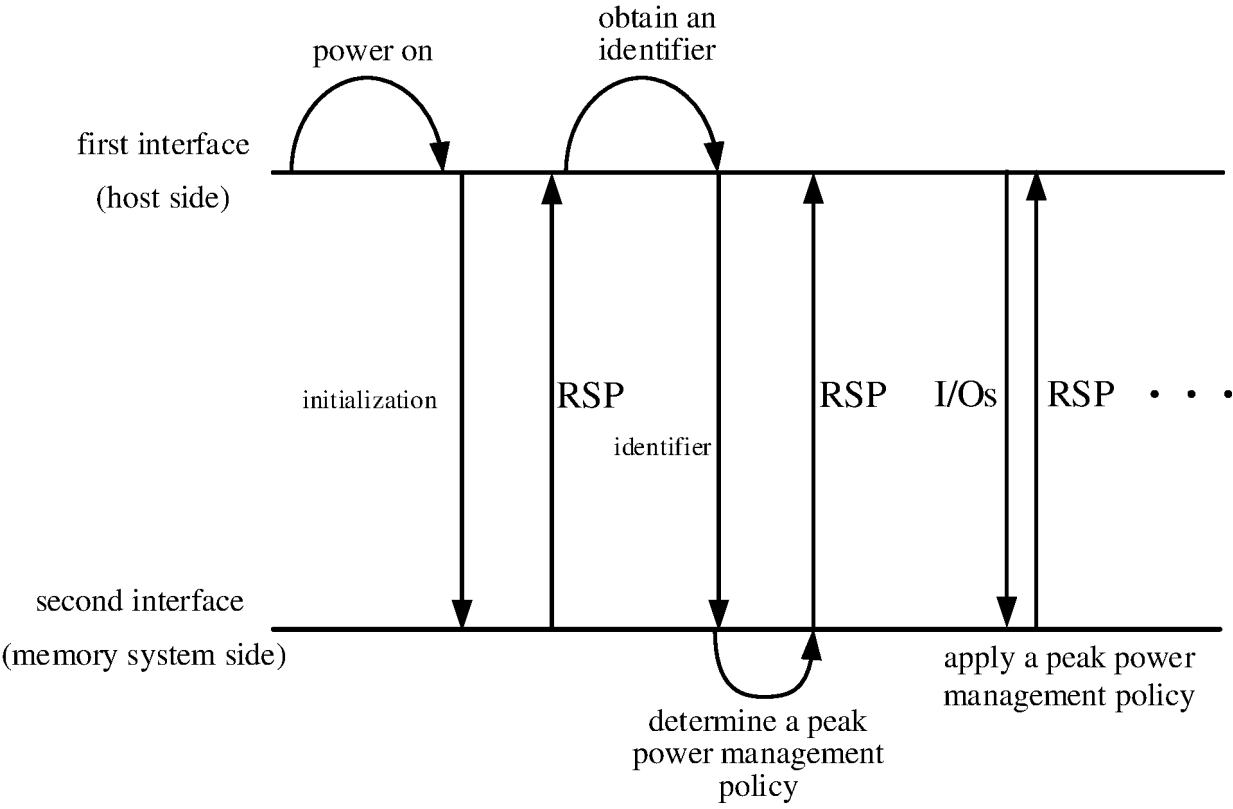 obtain an
identifier
power on
first interface
(host side)
initialization
RSP
identifier
RSP
I/Os
RSP
. . .
second interface
(memory system side)
determine a peak
power management
policy
apply a peak power
management policy